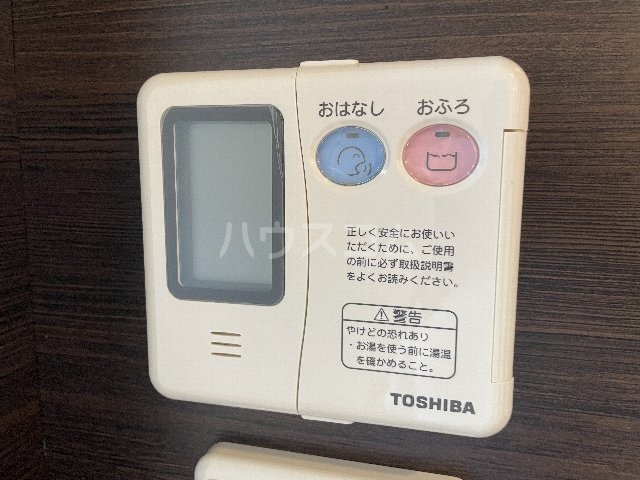 おはなし おふろ
正しく安全にお使いい
ただくために、ご使用
の前に必ず取扱説明書
をよくお読みください。
⚠警告
やけどの恐れあり
・お湯を使う前に湯温
を確かめること。
TOSHIBA
ハウス